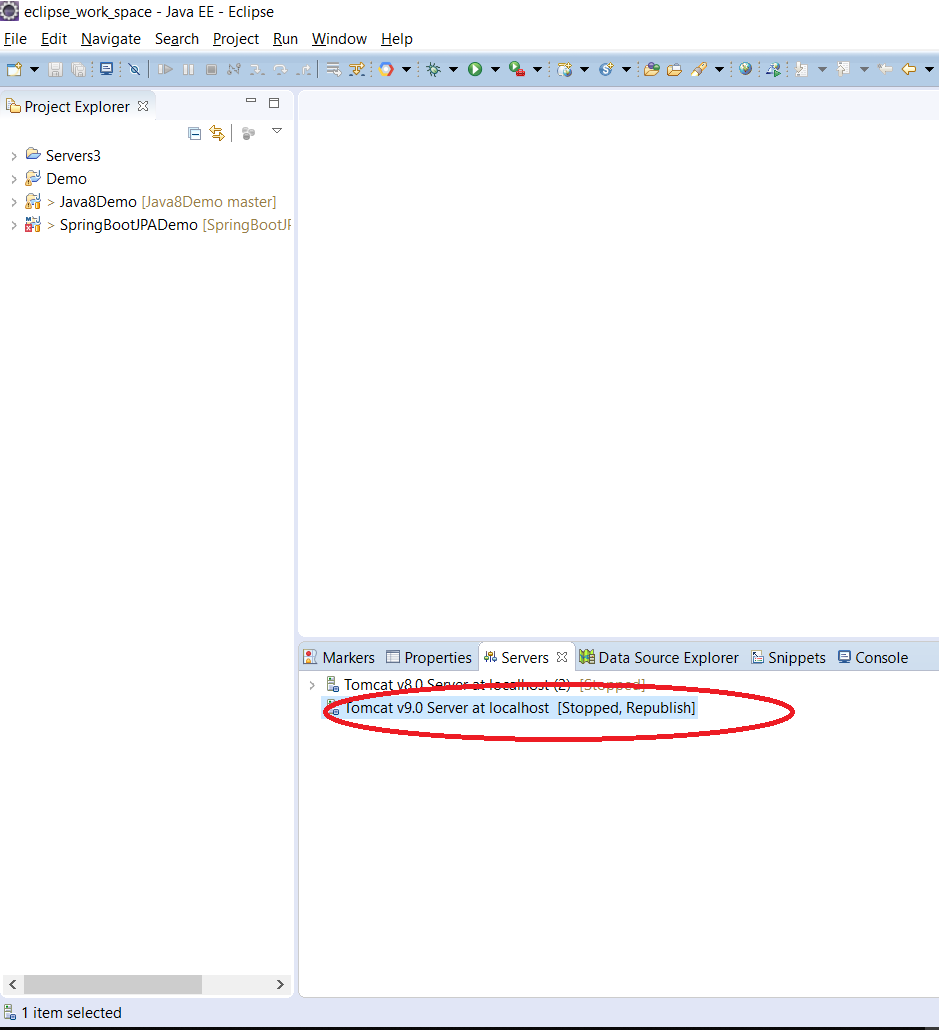 eclipse_work_space - Java EE - Eclipse
File Edit Navigate Search Project Run Window Help
Project Explorer
Servers3
Demo
> Java8Demo [Java8Demo master]
> SpringBootJPADemo [SpringBootJF
Markers Properties Servers Data Source Explorer Snippets Console
Tomcat v8.0 Server at localhost (2) [Stopped]
Tomcat v9.0 Server at localhost [Stopped, Republish]
1 item selected